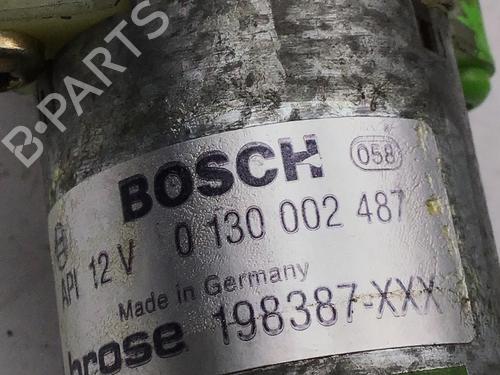 B-PARTS
BOSCH 058
API 12 V 0 130 002 487
Made in Germany
brose 198387-XXX